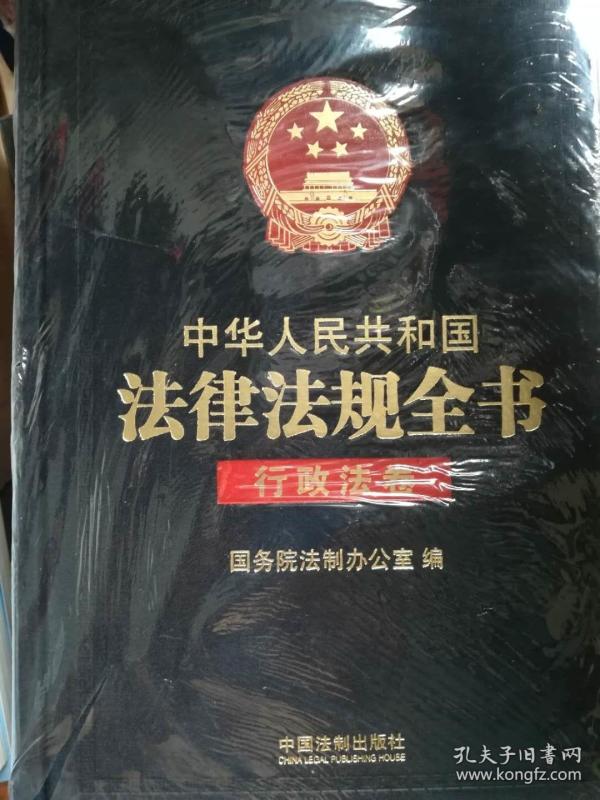 中华人民共和国
法律法规全书
行政法卷
国务院法制办公室 编
中国法制出版社
CHINA LEGAL PUBLISHING HOUSE
孔夫子旧书网
www.kongfz.com